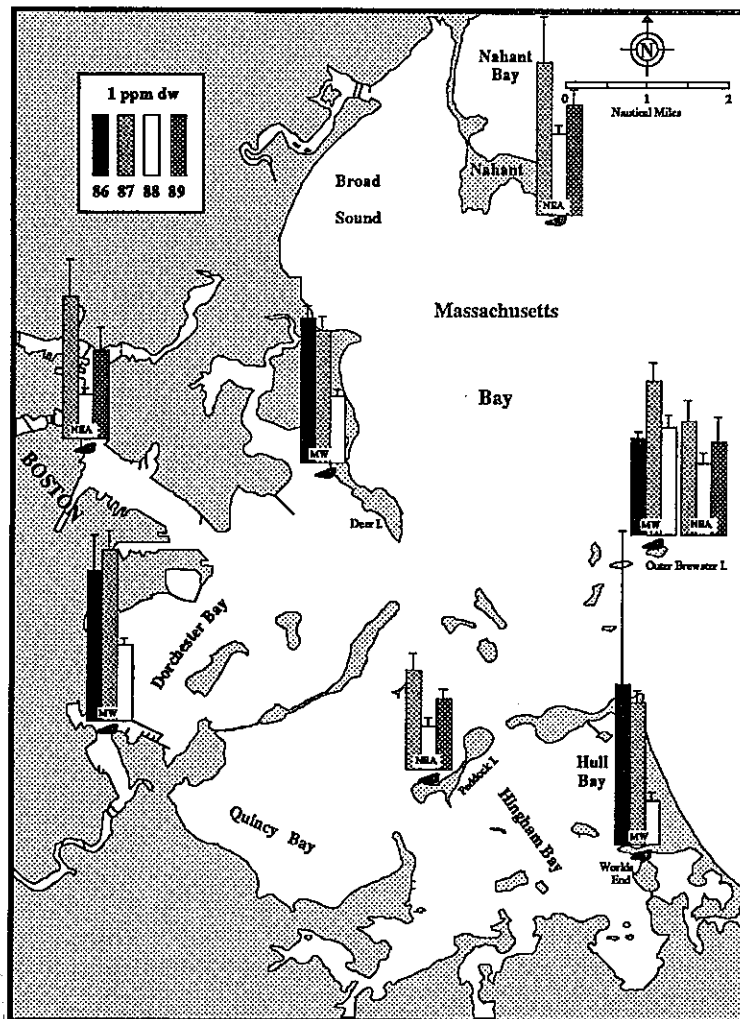 1 ppm dw
86 87 88 89
Nahant
Bay
N
0 1 2
Nautical Miles
Nahant
NEA
Broad
Sound
Massachusetts
Bay
NEA
BOSTON
MW
Deer I.
MW
NEA
Outer Brewster I.
Dorchester Bay
MW
NEA
Peddock I.
Hull
Bay
MW
Quincy Bay
Hingham Bay
Worlds
End